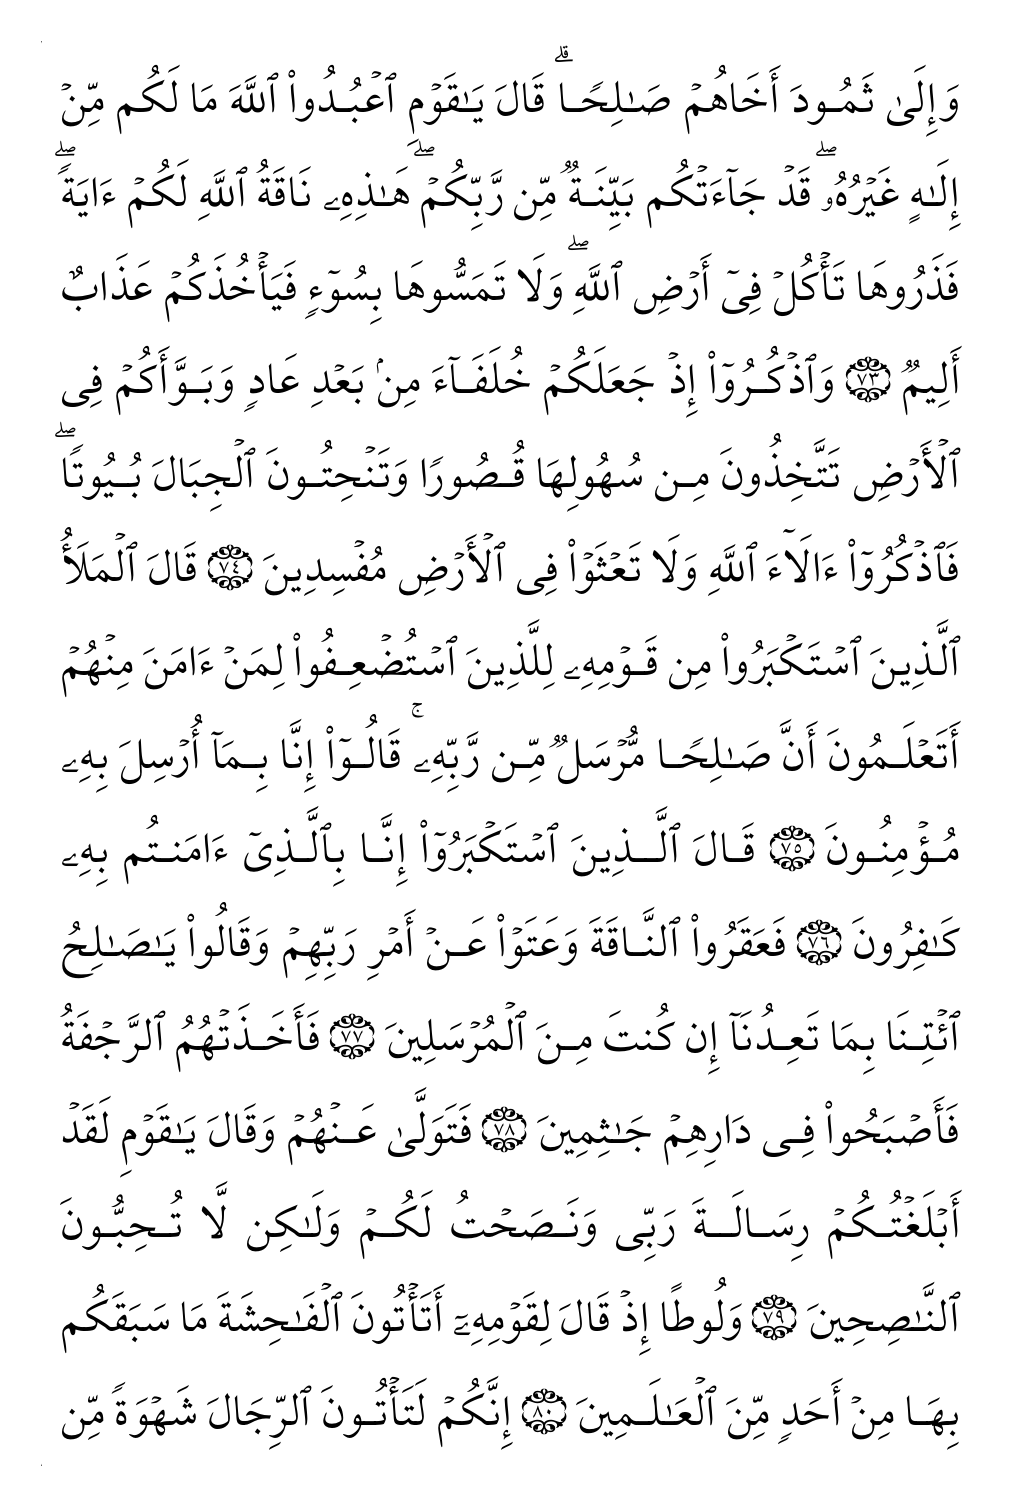 وَإِلَىٰ ثَمُودَ أَخَاهُمْ صَـٰلِحًا ۗ قَالَ يَـٰقَوْمِ ٱعْبُدُوا۟ ٱللَّهَ مَا لَكُم مِّنْ
إِلَـٰهٍ غَيْرُهُۥ ۖ قَدْ جَآءَتْكُم بَيِّنَةٌ مِّن رَّبِّكُمْ ۖ هَـٰذِهِۦ نَاقَةُ ٱللَّهِ لَكُمْ ءَايَةً ۖ
فَذَرُوهَا تَأْكُلْ فِىٓ أَرْضِ ٱللَّهِ ۖ وَلَا تَمَسُّوهَا بِسُوٓءٍ فَيَأْخُذَكُمْ عَذَابٌ
أَلِيمٌ ٧٣ وَٱذْكُرُوٓا۟ إِذْ جَعَلَكُمْ خُلَفَآءَ مِنۢ بَعْدِ عَادٍ وَبَوَّأَكُمْ فِى
ٱلْأَرْضِ تَتَّخِذُونَ مِن سُهُولِهَا قُصُورًا وَتَنْحِتُونَ ٱلْجِبَالَ بُيُوتًا ۖ
فَٱذْكُرُوٓا۟ ءَالَآءَ ٱللَّهِ وَلَا تَعْثَوْا۟ فِى ٱلْأَرْضِ مُفْسِدِينَ ٧٤ قَالَ ٱلْمَلَأُ
ٱلَّذِينَ ٱسْتَكْبَرُوا۟ مِن قَوْمِهِۦ لِلَّذِينَ ٱسْتُضْعِفُوا۟ لِمَنْ ءَامَنَ مِنْهُمْ
أَتَعْلَمُونَ أَنَّ صَـٰلِحًا مُّرْسَلٌ مِّن رَّبِّهِۦ ۚ قَالُوٓا۟ إِنَّا بِمَآ أُرْسِلَ بِهِۦ
مُؤْمِنُونَ ٧٥ قَالَ ٱلَّذِينَ ٱسْتَكْبَرُوٓا۟ إِنَّا بِٱلَّذِىٓ ءَامَنتُم بِهِۦ
كَـٰفِرُونَ ٧٦ فَعَقَرُوا۟ ٱلنَّاقَةَ وَعَتَوْا۟ عَنْ أَمْرِ رَبِّهِمْ وَقَالُوا۟ يَـٰصَـٰلِحُ
ٱئْتِنَا بِمَا تَعِدُنَآ إِن كُنتَ مِنَ ٱلْمُرْسَلِينَ ٧٧ فَأَخَذَتْهُمُ ٱلرَّجْفَةُ
فَأَصْبَحُوا۟ فِى دَارِهِمْ جَـٰثِمِينَ ٧٨ فَتَوَلَّىٰ عَنْهُمْ وَقَالَ يَـٰقَوْمِ لَقَدْ
أَبْلَغْتُكُمْ رِسَالَةَ رَبِّى وَنَصَحْتُ لَكُمْ وَلَـٰكِن لَّا تُحِبُّونَ
ٱلنَّـٰصِحِينَ ٧٩ وَلُوطًا إِذْ قَالَ لِقَوْمِهِۦٓ أَتَأْتُونَ ٱلْفَـٰحِشَةَ مَا سَبَقَكُم
بِهَا مِنْ أَحَدٍ مِّنَ ٱلْعَـٰلَمِينَ ٨٠ إِنَّكُمْ لَتَأْتُونَ ٱلرِّجَالَ شَهْوَةً مِّن